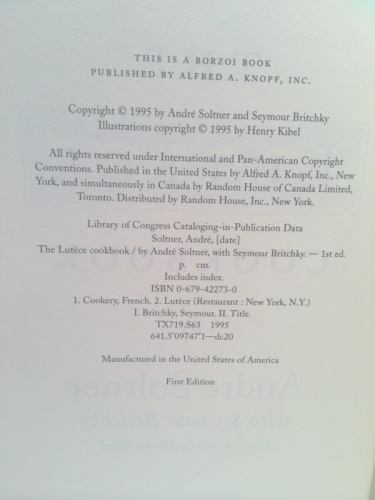 THIS IS A BORZOI BOOK
PUBLISHED BY ALFRED A. KNOPF, INC.
Copyright © 1995 by André Soltner and Seymour Britchky
Illustrations copyright © 1995 by Henry Kibel
All rights reserved under International and Pan-American Copyright
Conventions. Published in the United States by Alfred A. Knopf, Inc., New
York, and simultaneously in Canada by Random House of Canada Limited,
Toronto. Distributed by Random House, Inc., New York.
Library of Congress Cataloging-in-Publication Data
Soltner, André, [date]
The Lutèce cookbook / by André Soltner, with Seymour Britchky. — 1st ed.
p. cm.
Includes index.
ISBN 0-679-42273-0
1. Cookery, French. 2. Lutèce (Restaurant : New York, N.Y.)
I. Britchky, Seymour. II. Title.
TX719.S63 1995
641.5'09747'1—dc20
Manufactured in the United States of America
First Edition